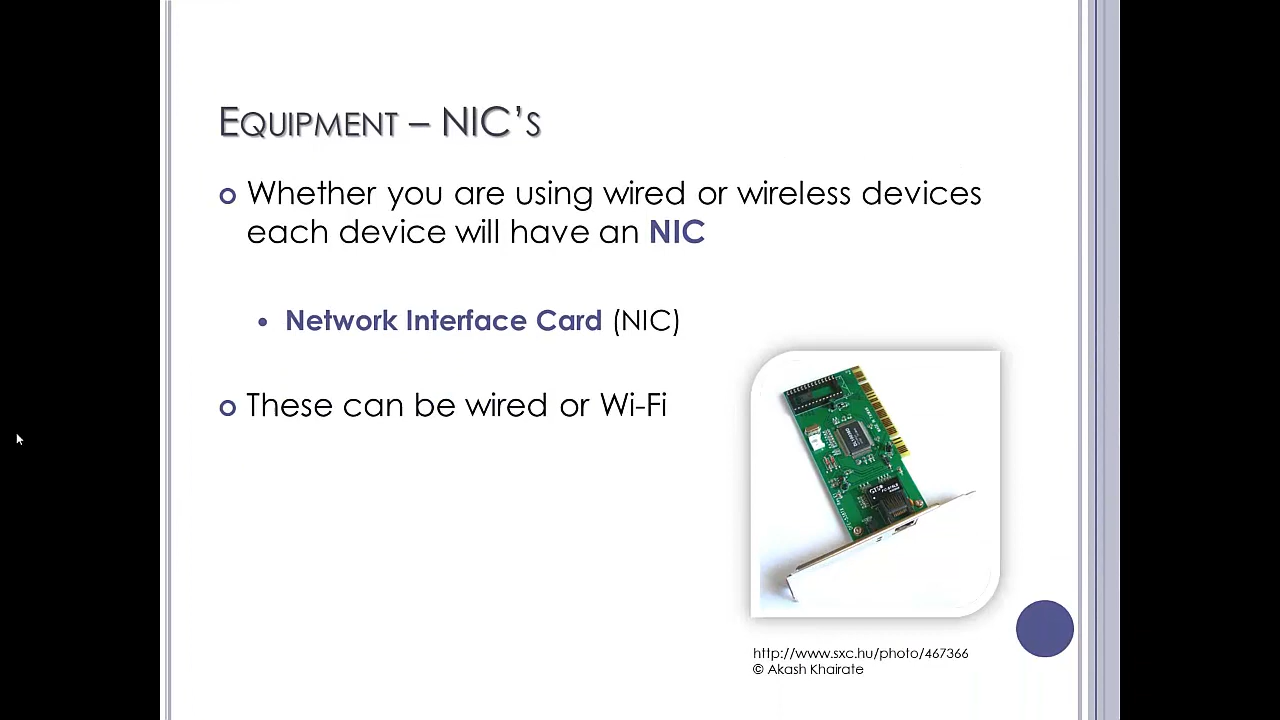 Equipment – NIC's
Whether you are using wired or wireless devices
each device will have an NIC
Network Interface Card (NIC)
These can be wired or Wi-Fi
http://www.sxc.hu/photo/467366
© Akash Khairate